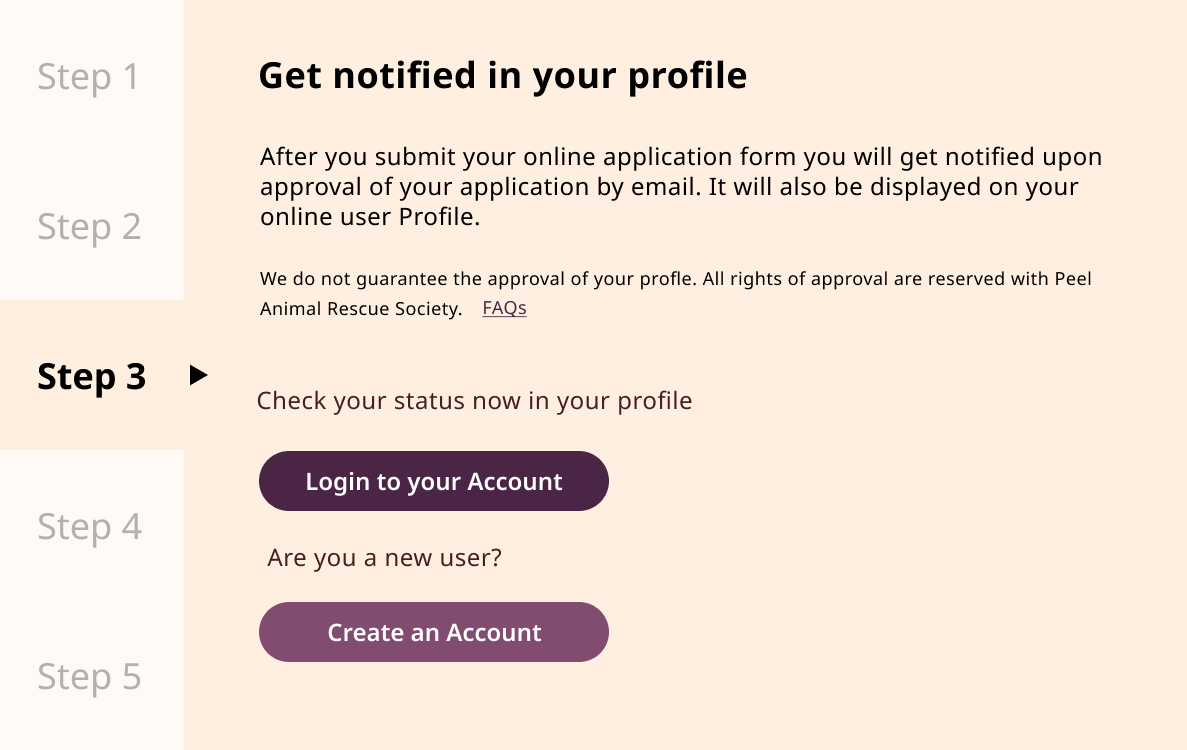 Step 1
Step 2
Step 3
Step 4
Step 5
Get notified in your profile
After you submit your online application form you will get notified upon
approval of your application by email. It will also be displayed on your
online user Profile.
We do not guarantee the approval of your profle. All rights of approval are reserved with Peel
Animal Rescue Society. FAQs
Check your status now in your profile
Login to your Account
Are you a new user?
Create an Account